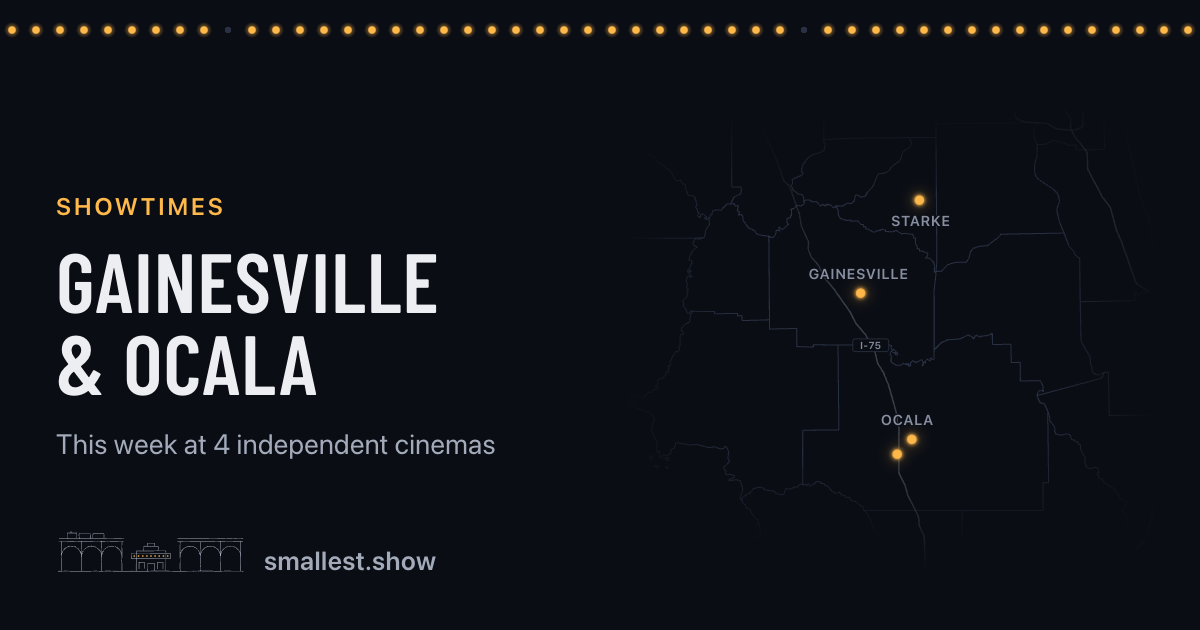 SHOWTIMES
GAINESVILLE
& OCALA
This week at 4 independent cinemas
smallest.show
STARKE
GAINESVILLE
I-75
OCALA